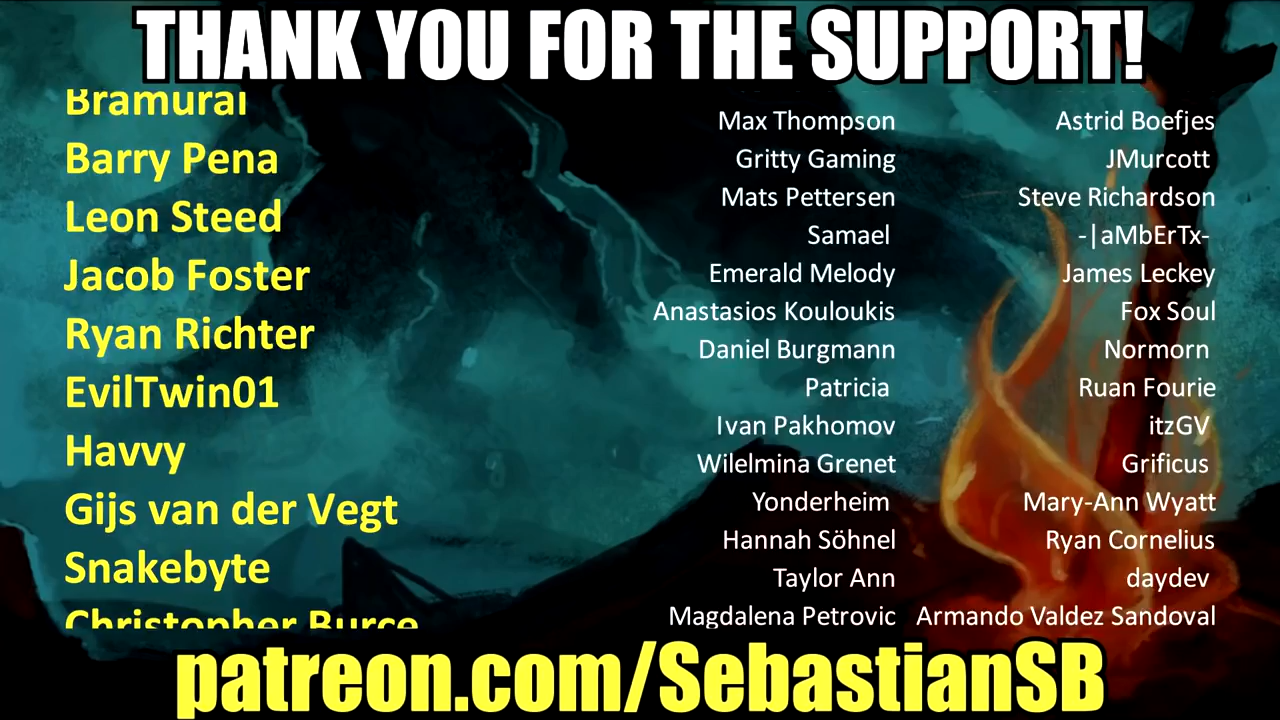 THANK YOU FOR THE SUPPORT!
Bramurai
Barry Pena
Leon Steed
Jacob Foster
Ryan Richter
EvilTwin01
Havvy
Gijs van der Vegt
Snakebyte
Christopher Burce
Max Thompson
Gritty Gaming
Mats Pettersen
Samael
Emerald Melody
Anastasios Kouloukis
Daniel Burgmann
Patricia
Ivan Pakhomov
Wilelmina Grenet
Yonderheim
Hannah Söhnel
Taylor Ann
Magdalena Petrovic
Astrid Boefjes
JMurcott
Steve Richardson
-|aMbErTx-
James Leckey
Fox Soul
Normorn
Ruan Fourie
itzGV
Grificus
Mary-Ann Wyatt
Ryan Cornelius
daydev
Armando Valdez Sandoval
patreon.com/SebastianSB